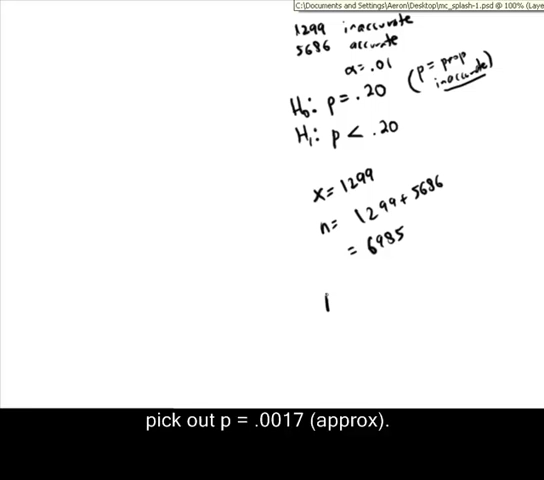 C:\Documents and Settings\Aeron\Desktop\mc_splash-1.psd @ 100% (Laye
1299 inaccurate
5686 accurate
α = .01
H₀: p = .20 (p = prop inaccurate)
H₁: p < .20
x = 1299
n = 1299 + 5686
= 6985
pick out p = .0017 (approx).